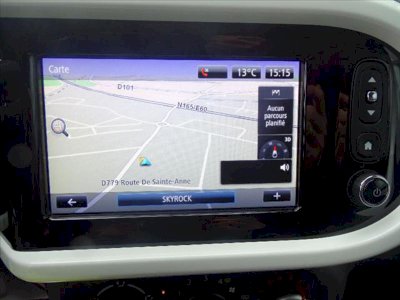 Carte
13°C
15:15
D101
N165/E60
Aucun
parcours
planifié
3D
D779 Route De Sainte-Anne
SKYROCK
+